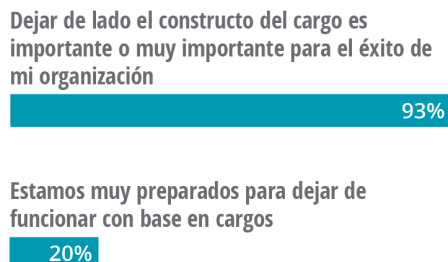 Dejar de lado el constructo del cargo es
importante o muy importante para el éxito de
mi organización
93%
Estamos muy preparados para dejar de
funcionar con base en cargos
20%